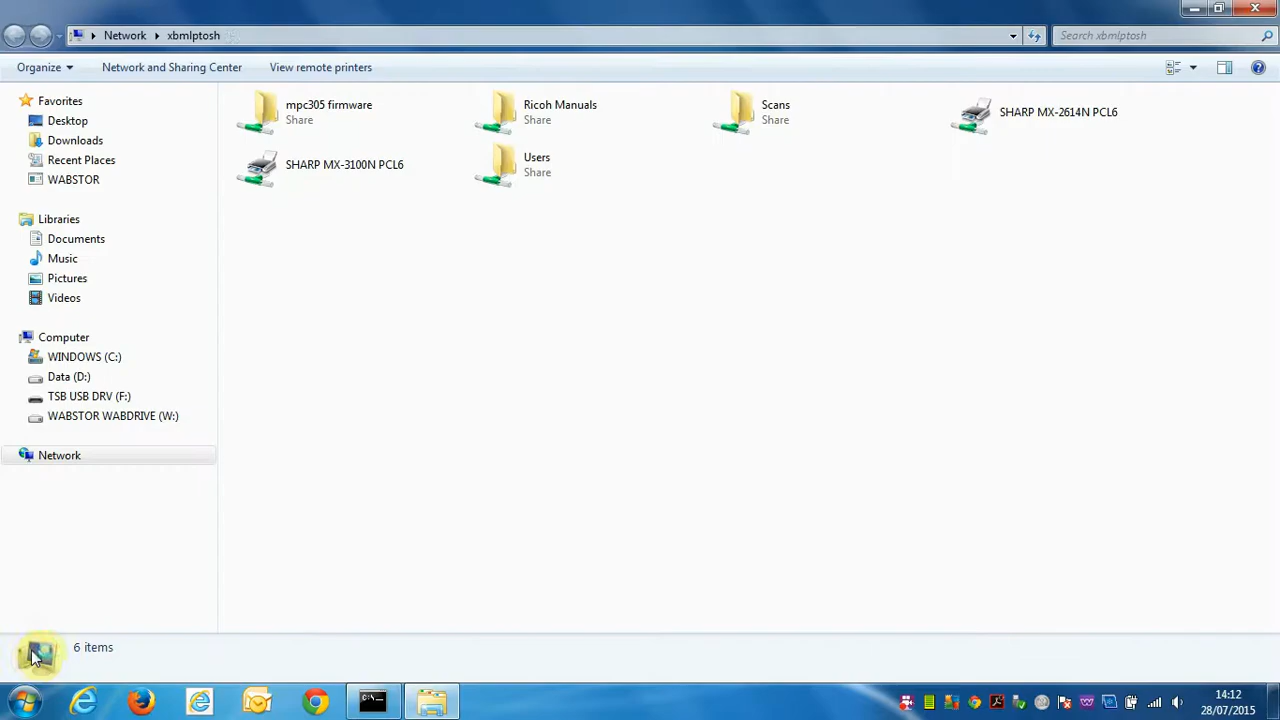 Network xbmlptosh Search xbmlptosh
Organize Network and Sharing Center View remote printers
Favorites
Desktop
Downloads
Recent Places
WABSTOR
Libraries
Documents
Music
Pictures
Videos
Computer
WINDOWS (C:)
Data (D:)
TSB USB DRV (F:)
WABSTOR WABDRIVE (W:)
Network
mpc305 firmware
Share
Ricoh Manuals
Share
Scans
Share
SHARP MX-2614N PCL6
SHARP MX-3100N PCL6
Users
Share
6 items
14:12
28/07/2015